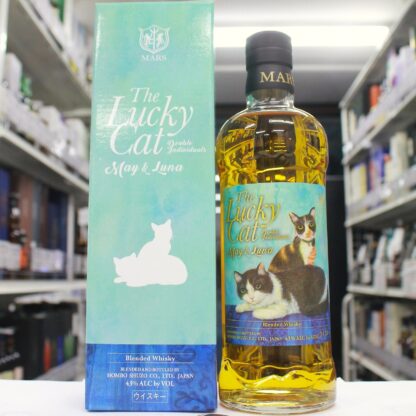 MARS
The
Lucky
Cat
Double
Individuals
May & Luna
Blended Whisky
BLENDED AND BOTTLED BY
HOMBO SHUZO CO., LTD. JAPAN
43% ALC by VOL
ウイスキー
MARS
The
Lucky
Cat
May & Luna
Blended Whisky